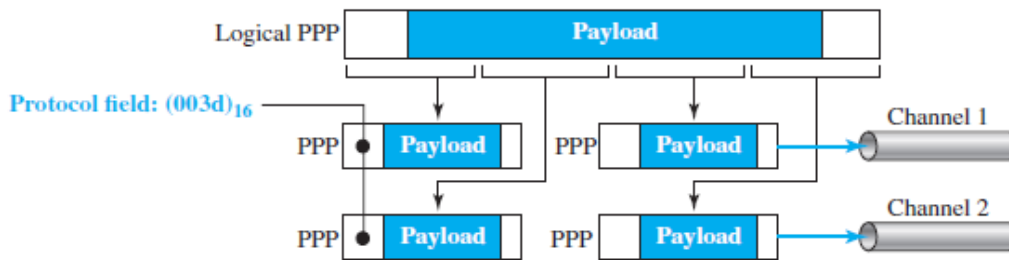 Logical PPP
Payload
Protocol field: (003d)16
Channel 1
PPP
Payload
PPP
Payload
Channel 2
PPP
Payload
PPP
Payload